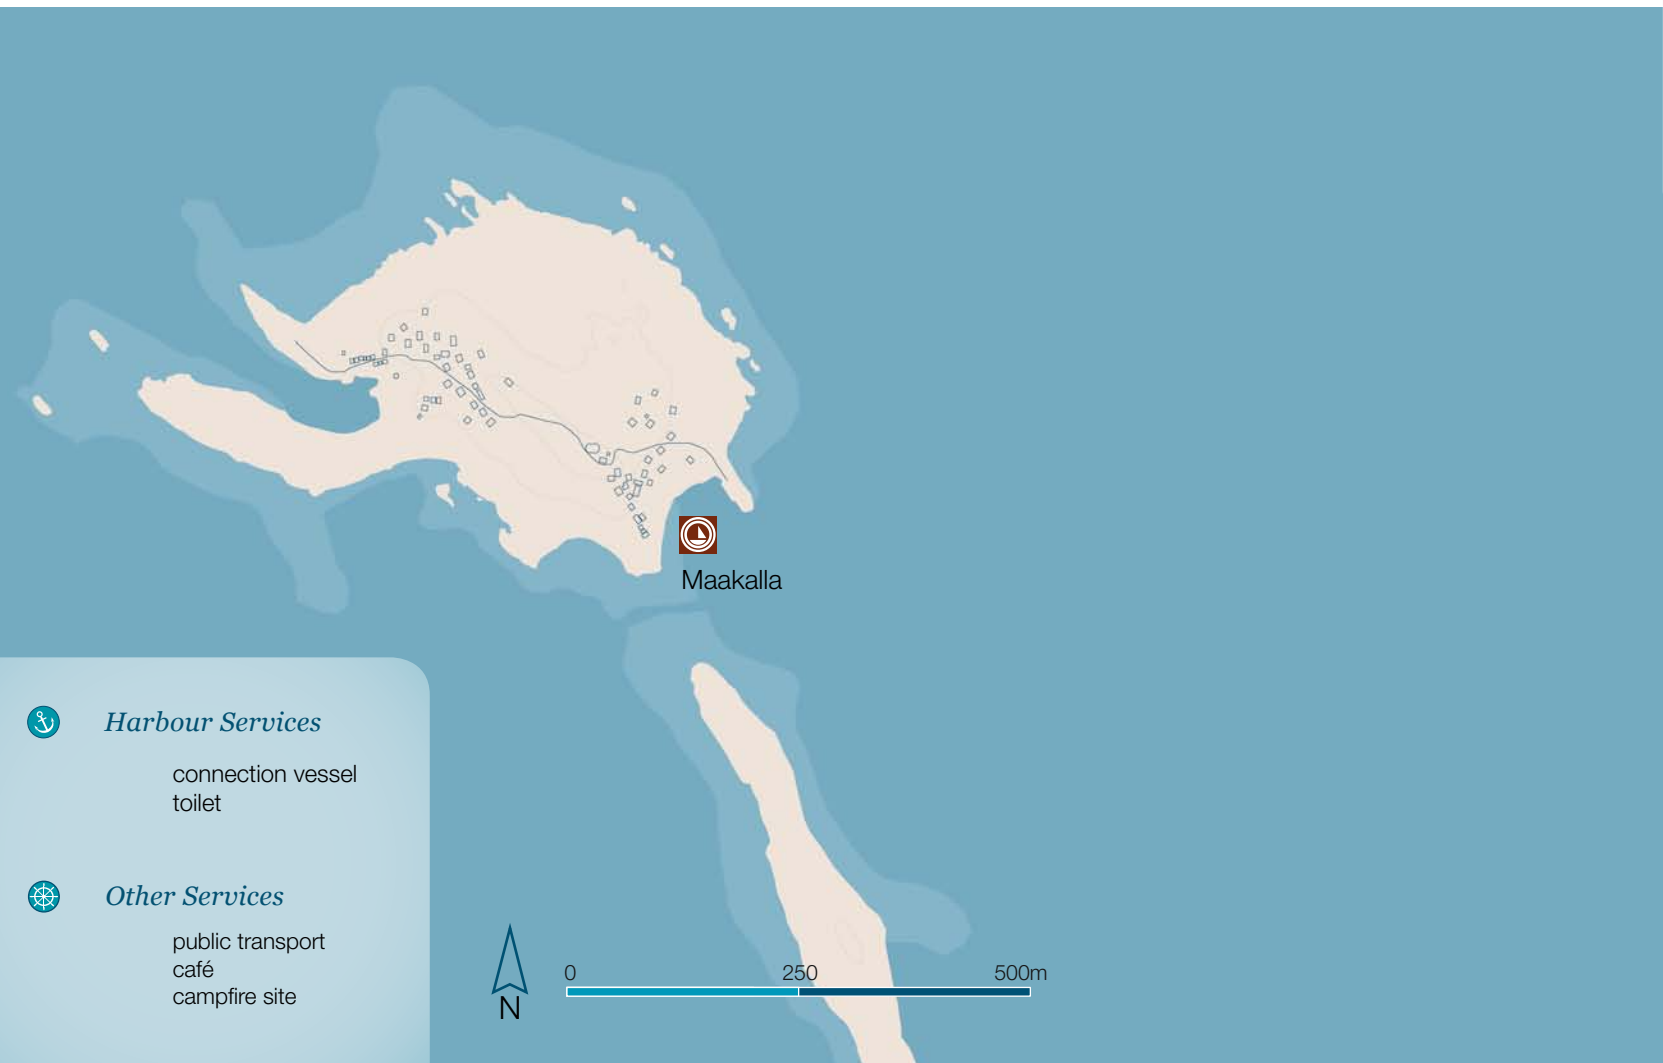 Maakalla
Harbour Services
connection vessel
toilet
Other Services
public transport
café
campfire site
N
0 250 500m